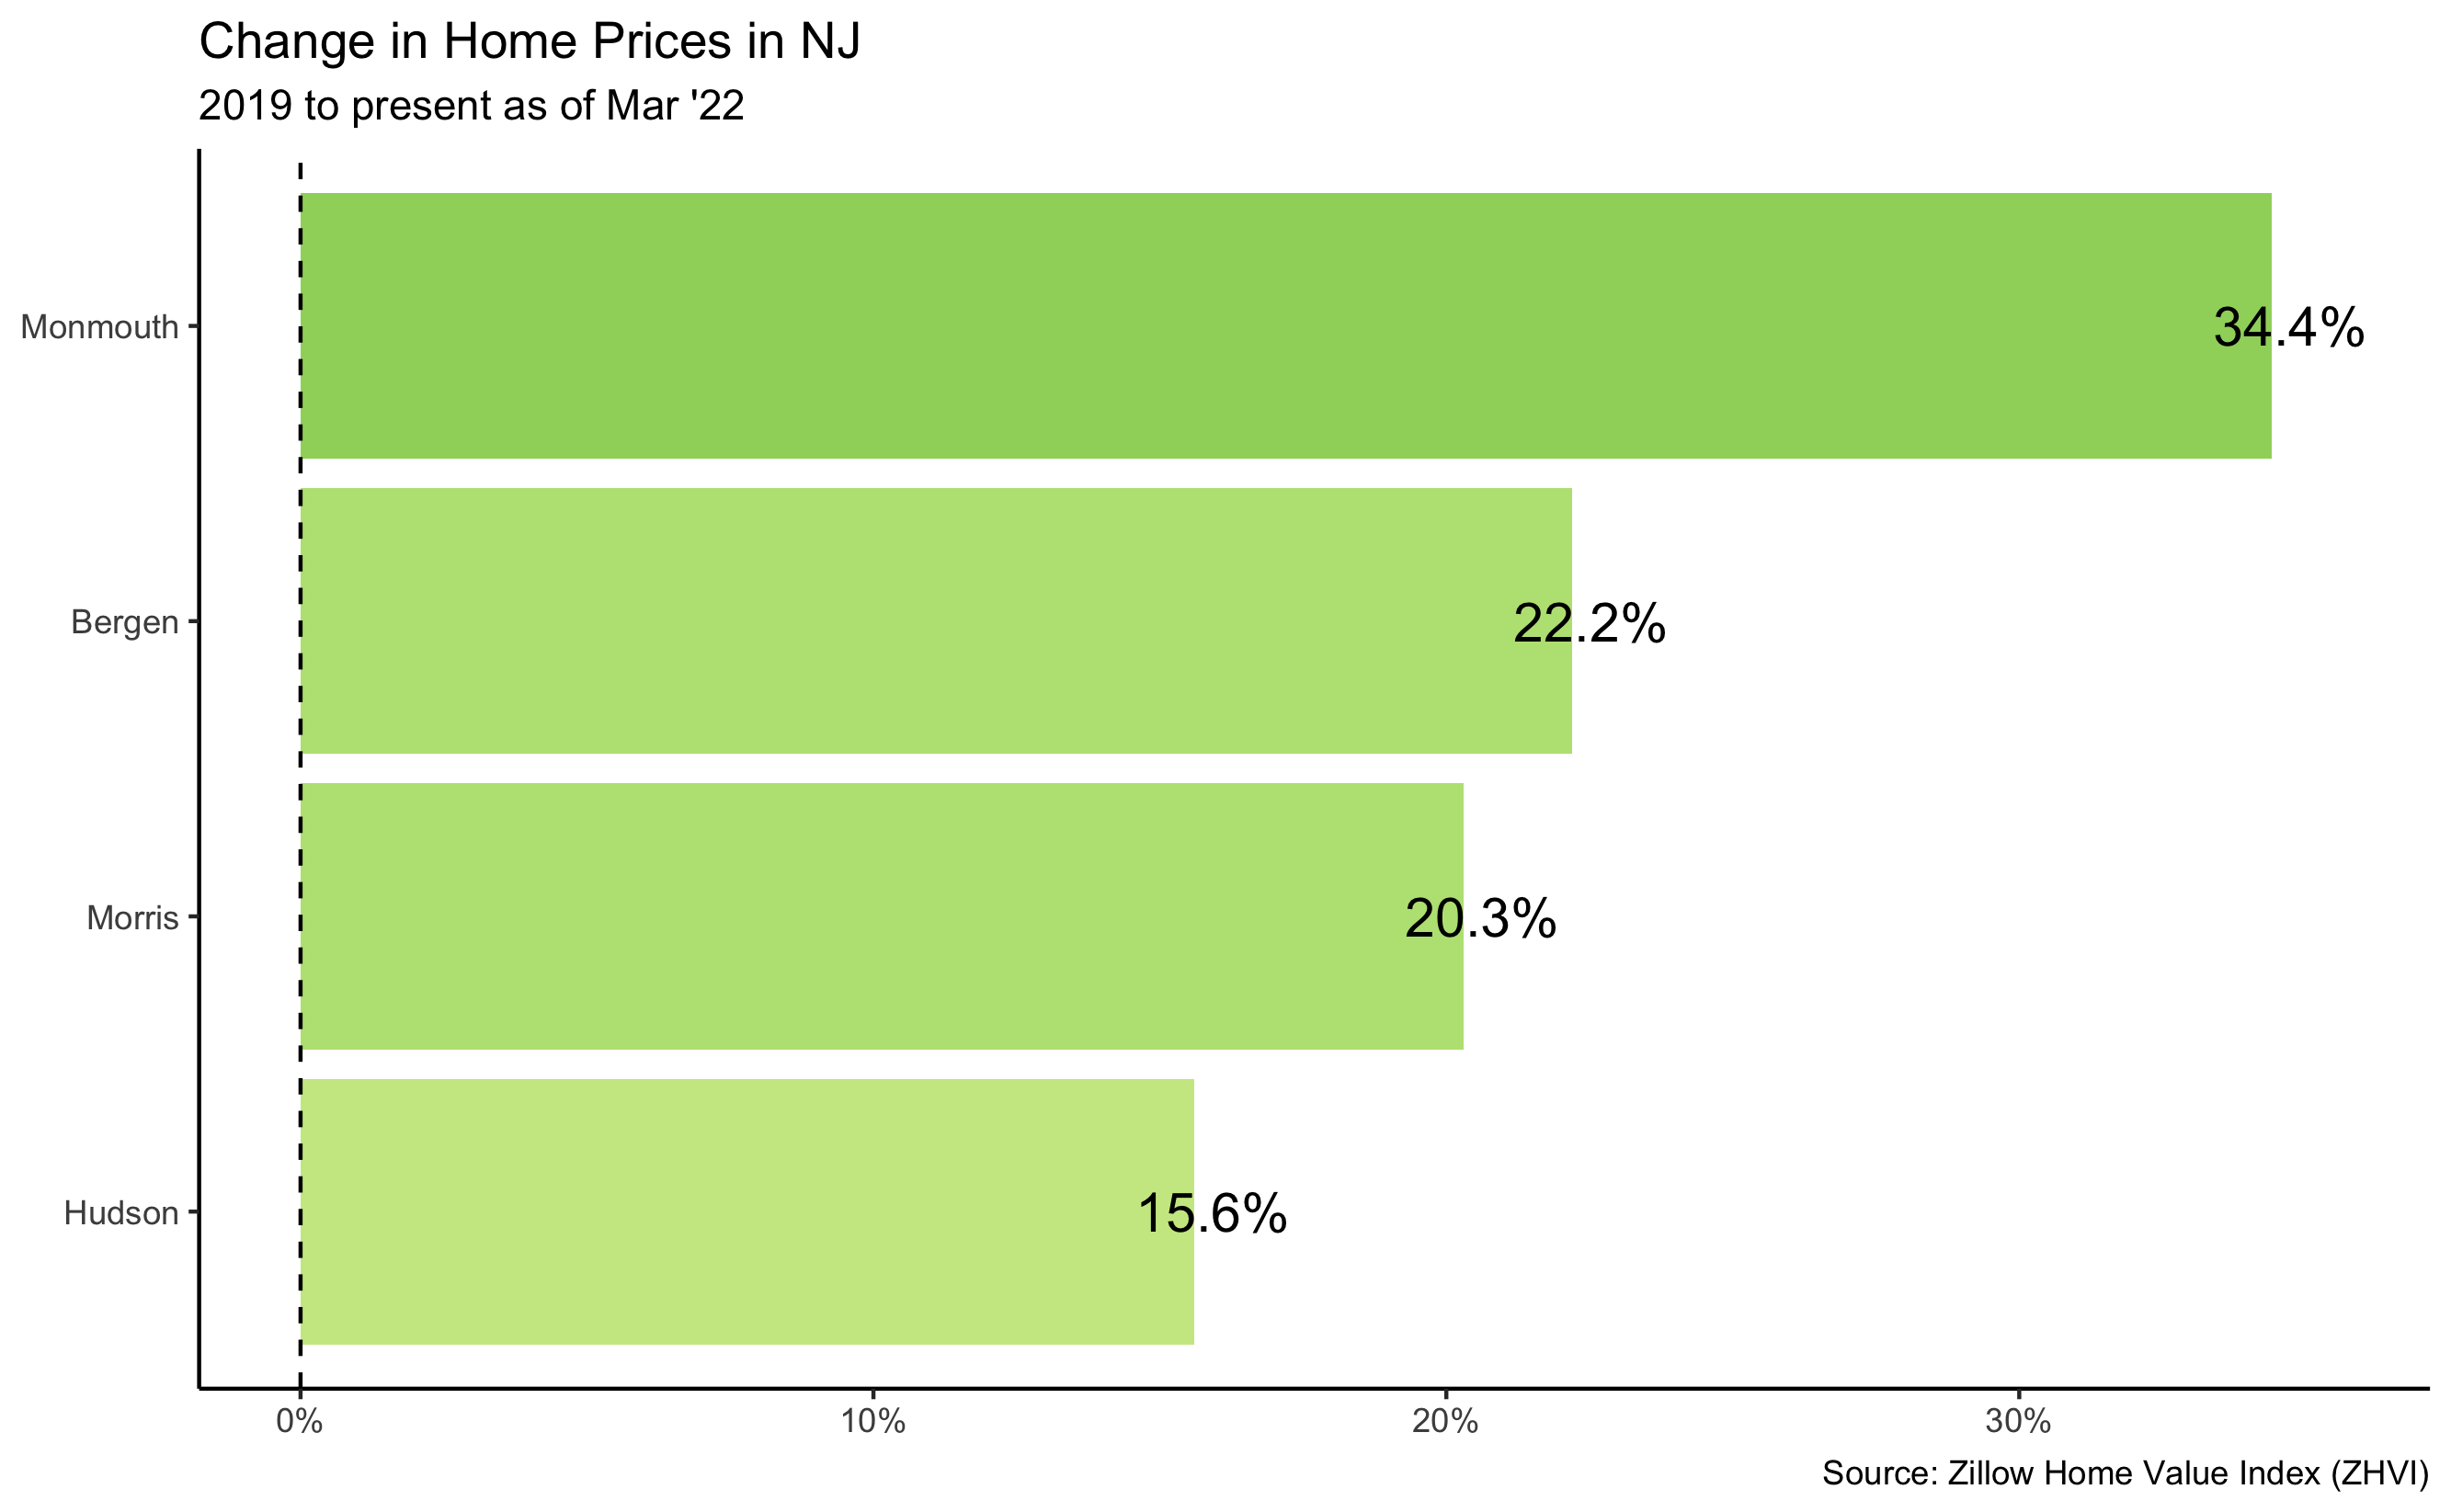 Change in Home Prices in NJ
2019 to present as of Mar '22
Monmouth
34.4%
Bergen
22.2%
Morris
20.3%
Hudson
15.6%
0%
10%
20%
30%
Source: Zillow Home Value Index (ZHVI)